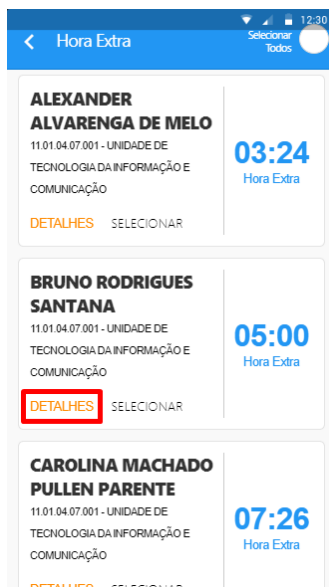 12:30
Hora Extra
Selecionar
Todos
ALEXANDER
ALVARENGA DE MELO
11.01.04.07.001 - UNIDADE DE
TECNOLOGIA DA INFORMAÇÃO E
COMUNICAÇÃO
03:24
Hora Extra
DETALHES SELECIONAR
BRUNO RODRIGUES
SANTANA
11.01.04.07.001 - UNIDADE DE
TECNOLOGIA DA INFORMAÇÃO E
COMUNICAÇÃO
05:00
Hora Extra
DETALHES SELECIONAR
CAROLINA MACHADO
PULLEN PARENTE
11.01.04.07.001 - UNIDADE DE
TECNOLOGIA DA INFORMAÇÃO E
COMUNICAÇÃO
07:26
Hora Extra
DETALHES SELECIONAR